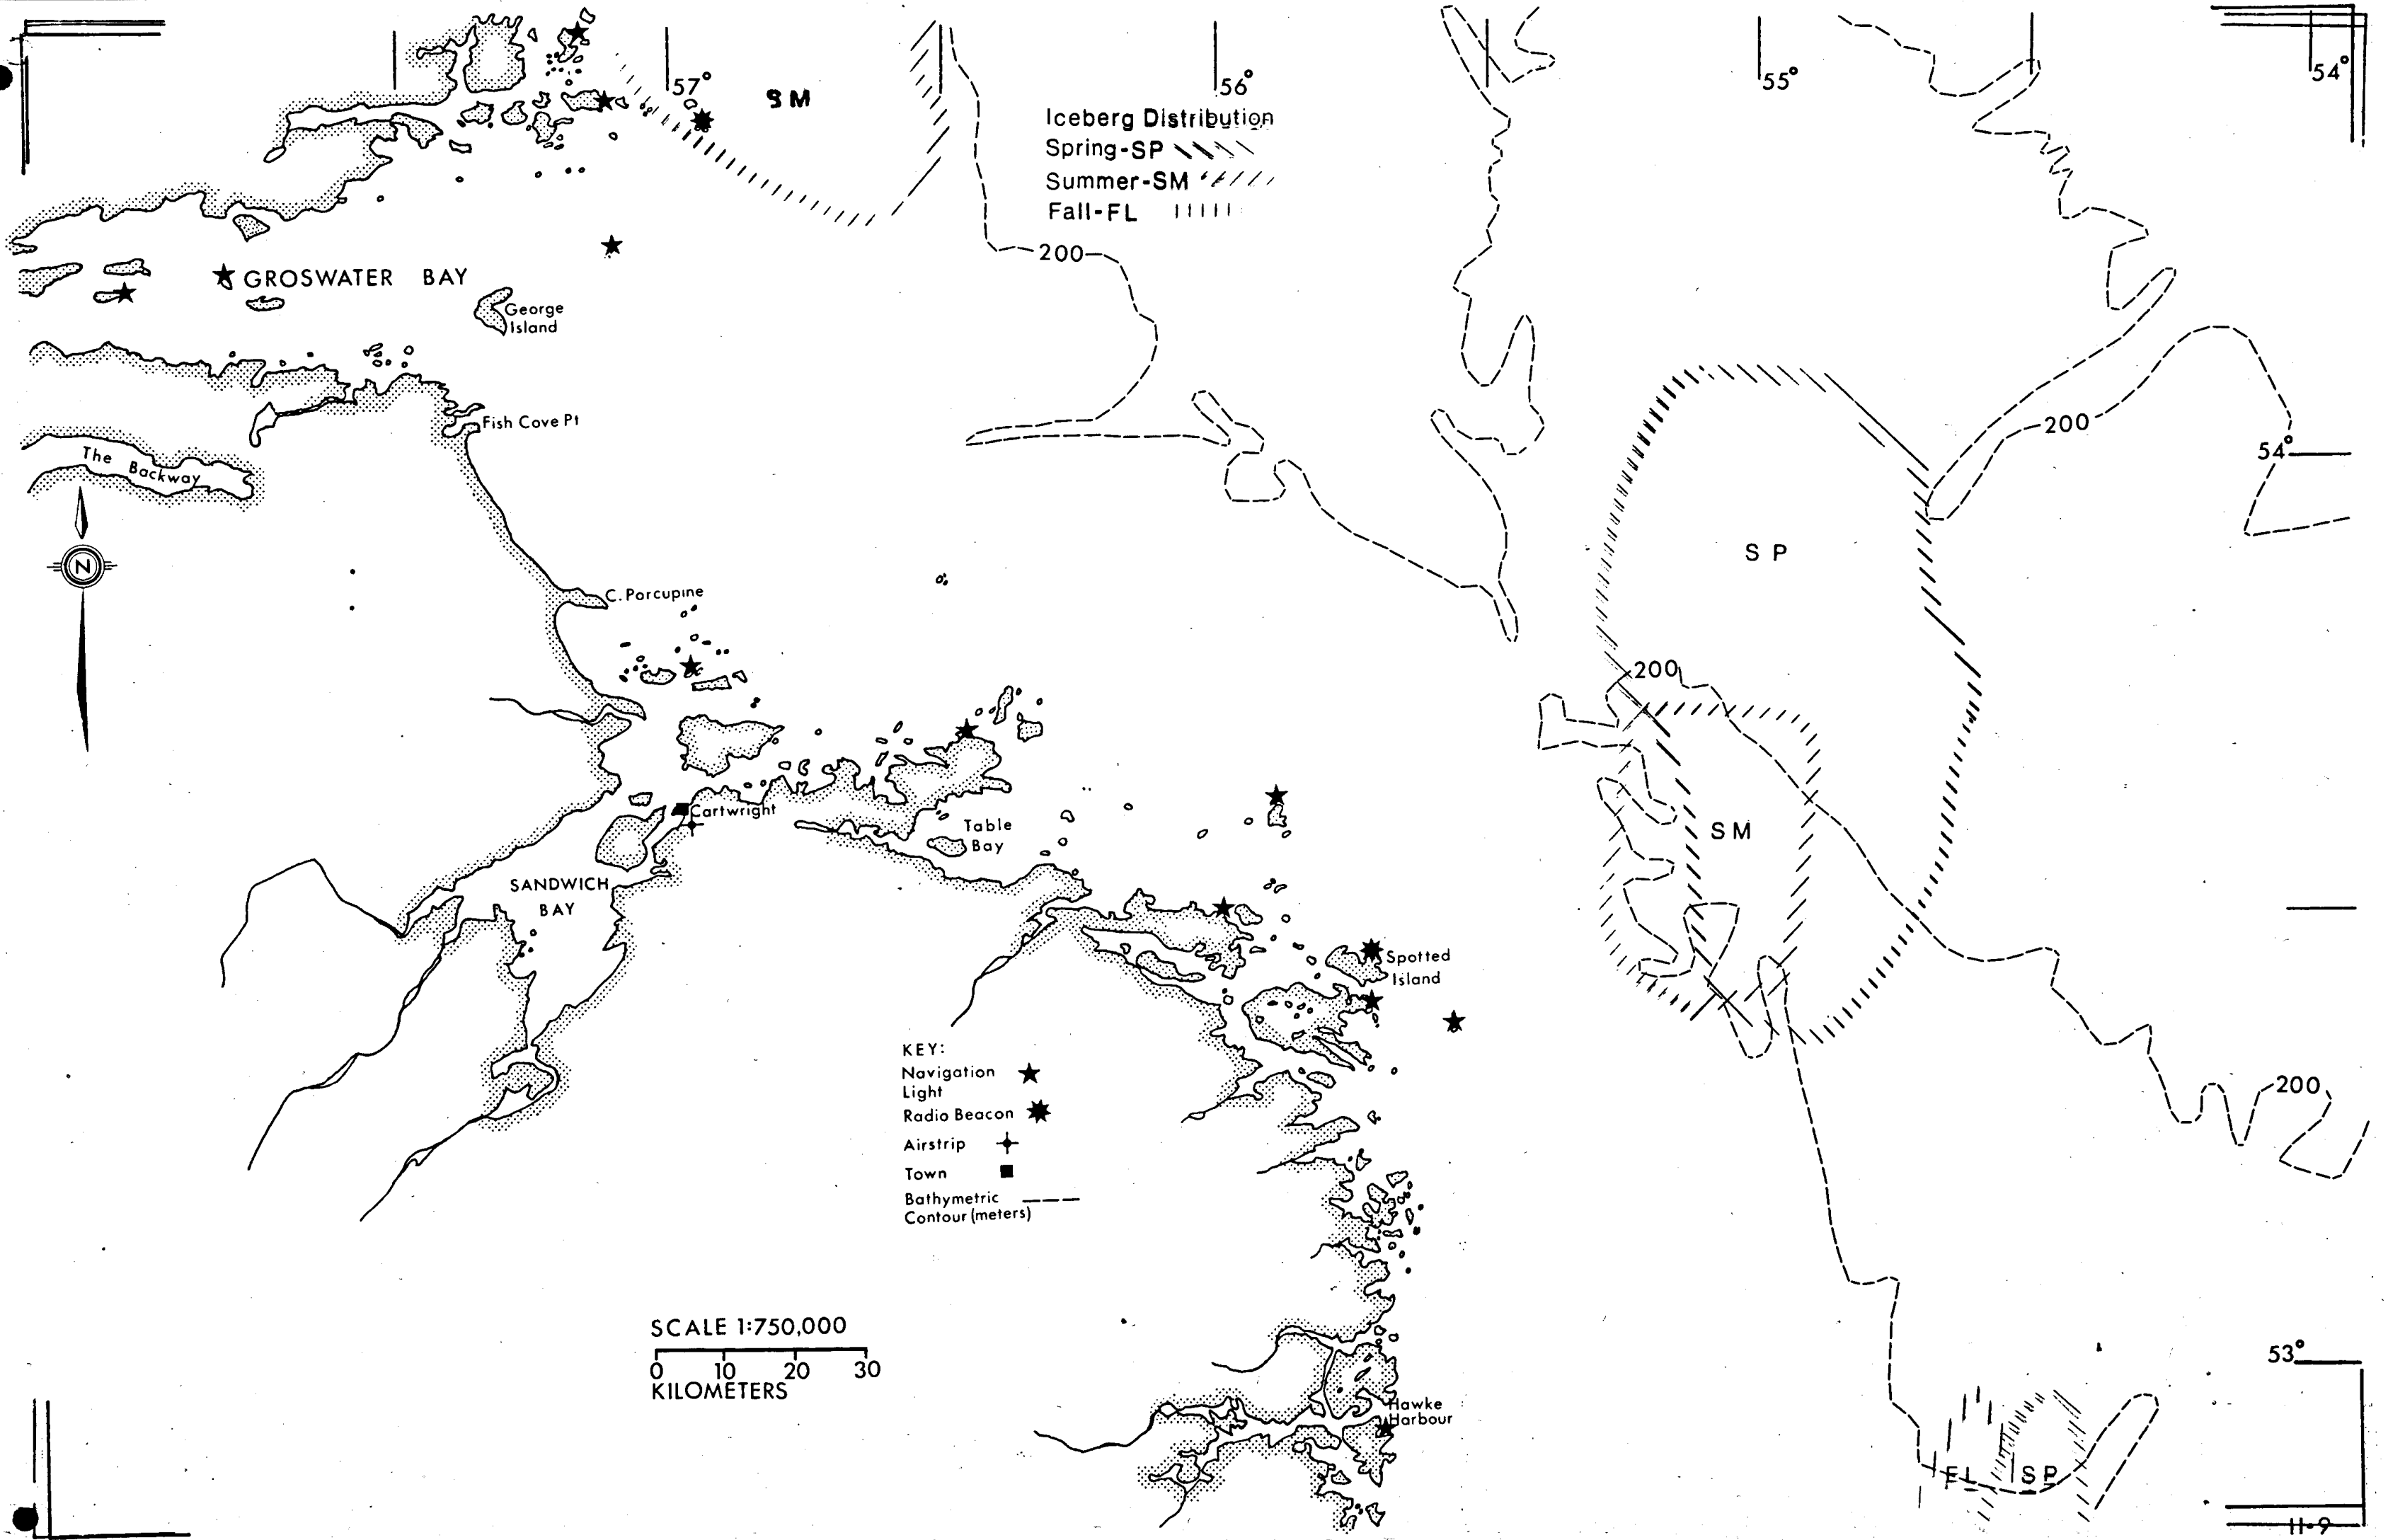 57°
56°
55°
54°
SM
Iceberg Distribution
Spring-SP
Summer-SM
Fall-FL
200
GROSWATER BAY
George
Island
Fish Cove Pt
200
54°
The Backway
N
SP
C. Porcupine
200
Cartwright
Table
Bay
SM
SANDWICH
BAY
Spotted
Island
KEY:
Navigation
Light
Radio Beacon
Airstrip
Town
Bathymetric
Contour (meters)
200
SCALE 1:750,000
0 10 20 30
KILOMETERS
53°
Hawke
Harbour
FL SP
11-9